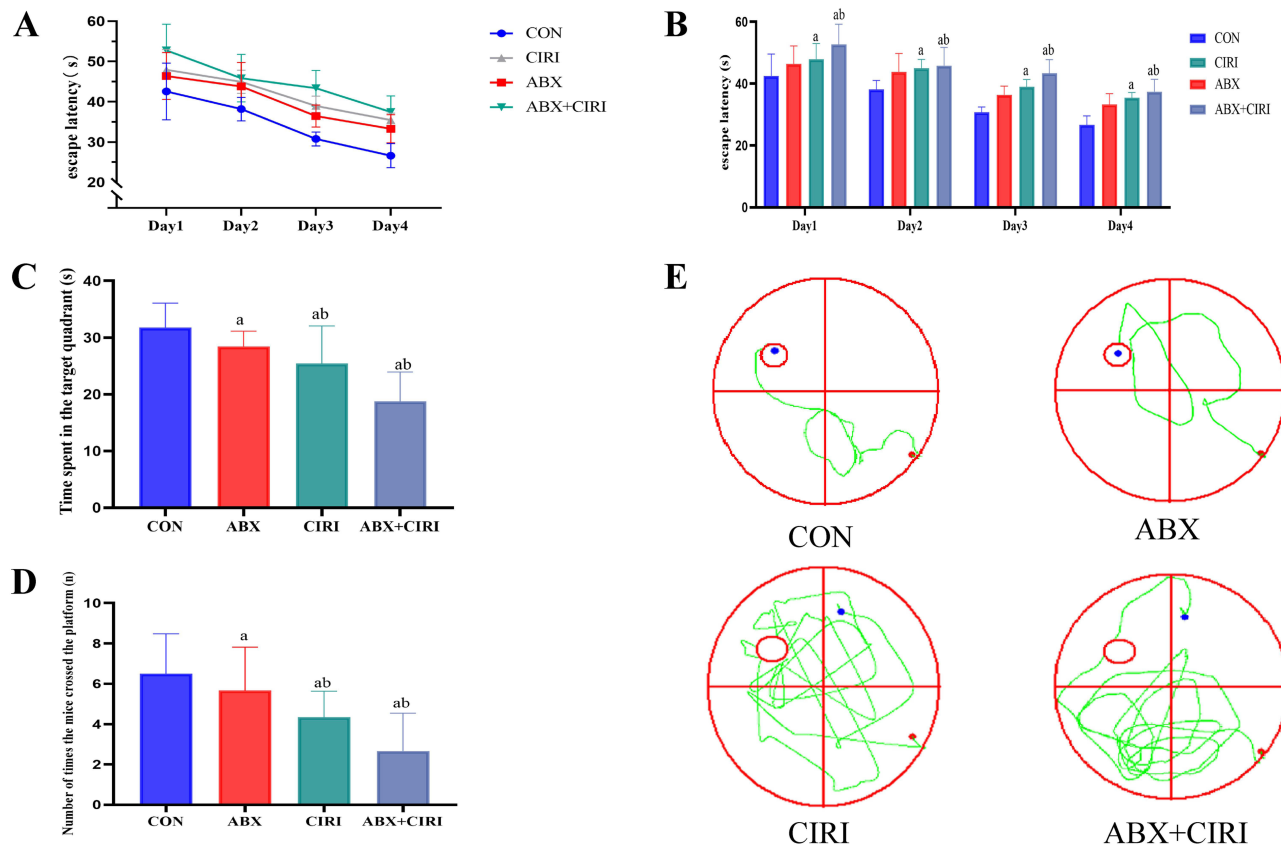 A
escape latency( s)
60
50
40
30
20
Day1 Day2 Day3 Day4
CON
CIRI
ABX
ABX+CIRI
B
escape latency (s)
60
40
20
0
ab
a
a ab
a ab
a ab
Day1 Day2 Day3 Day4
CON
CIRI
ABX
ABX+CIRI
C
Time spent in the target quadrant (s)
40
30
20
10
0
a
ab
ab
CON ABX CIRI ABX+CIRI
D
Number of times the mice crossed the platform (n)
10
8
6
4
2
0
a
ab
ab
CON ABX CIRI ABX+CIRI
E
CON
ABX
CIRI
ABX+CIRI